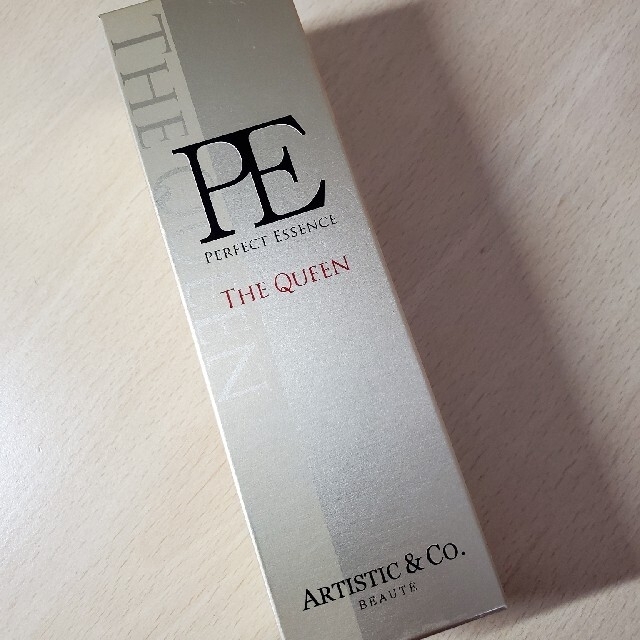 THE QUEEN
PE
PERFECT ESSENCE
THE QUEEN
ARTISTIC & CO.
BEAUTÉ